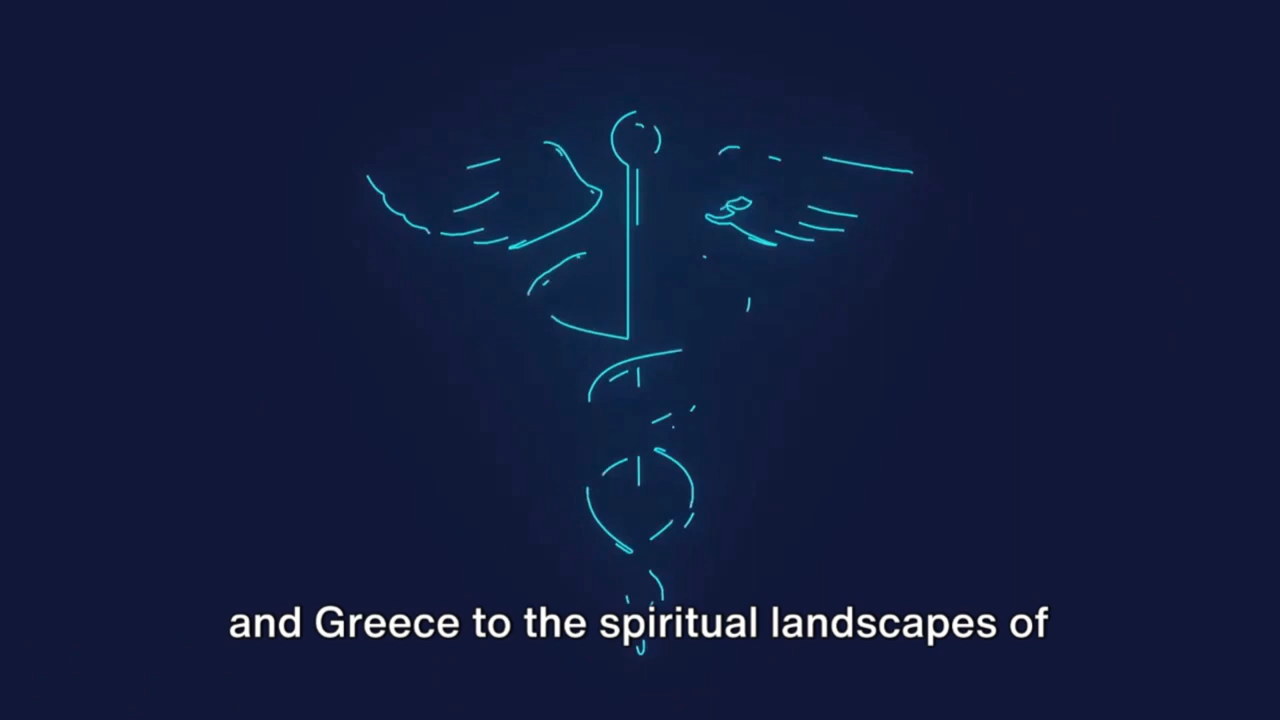 and Greece to the spiritual landscapes of